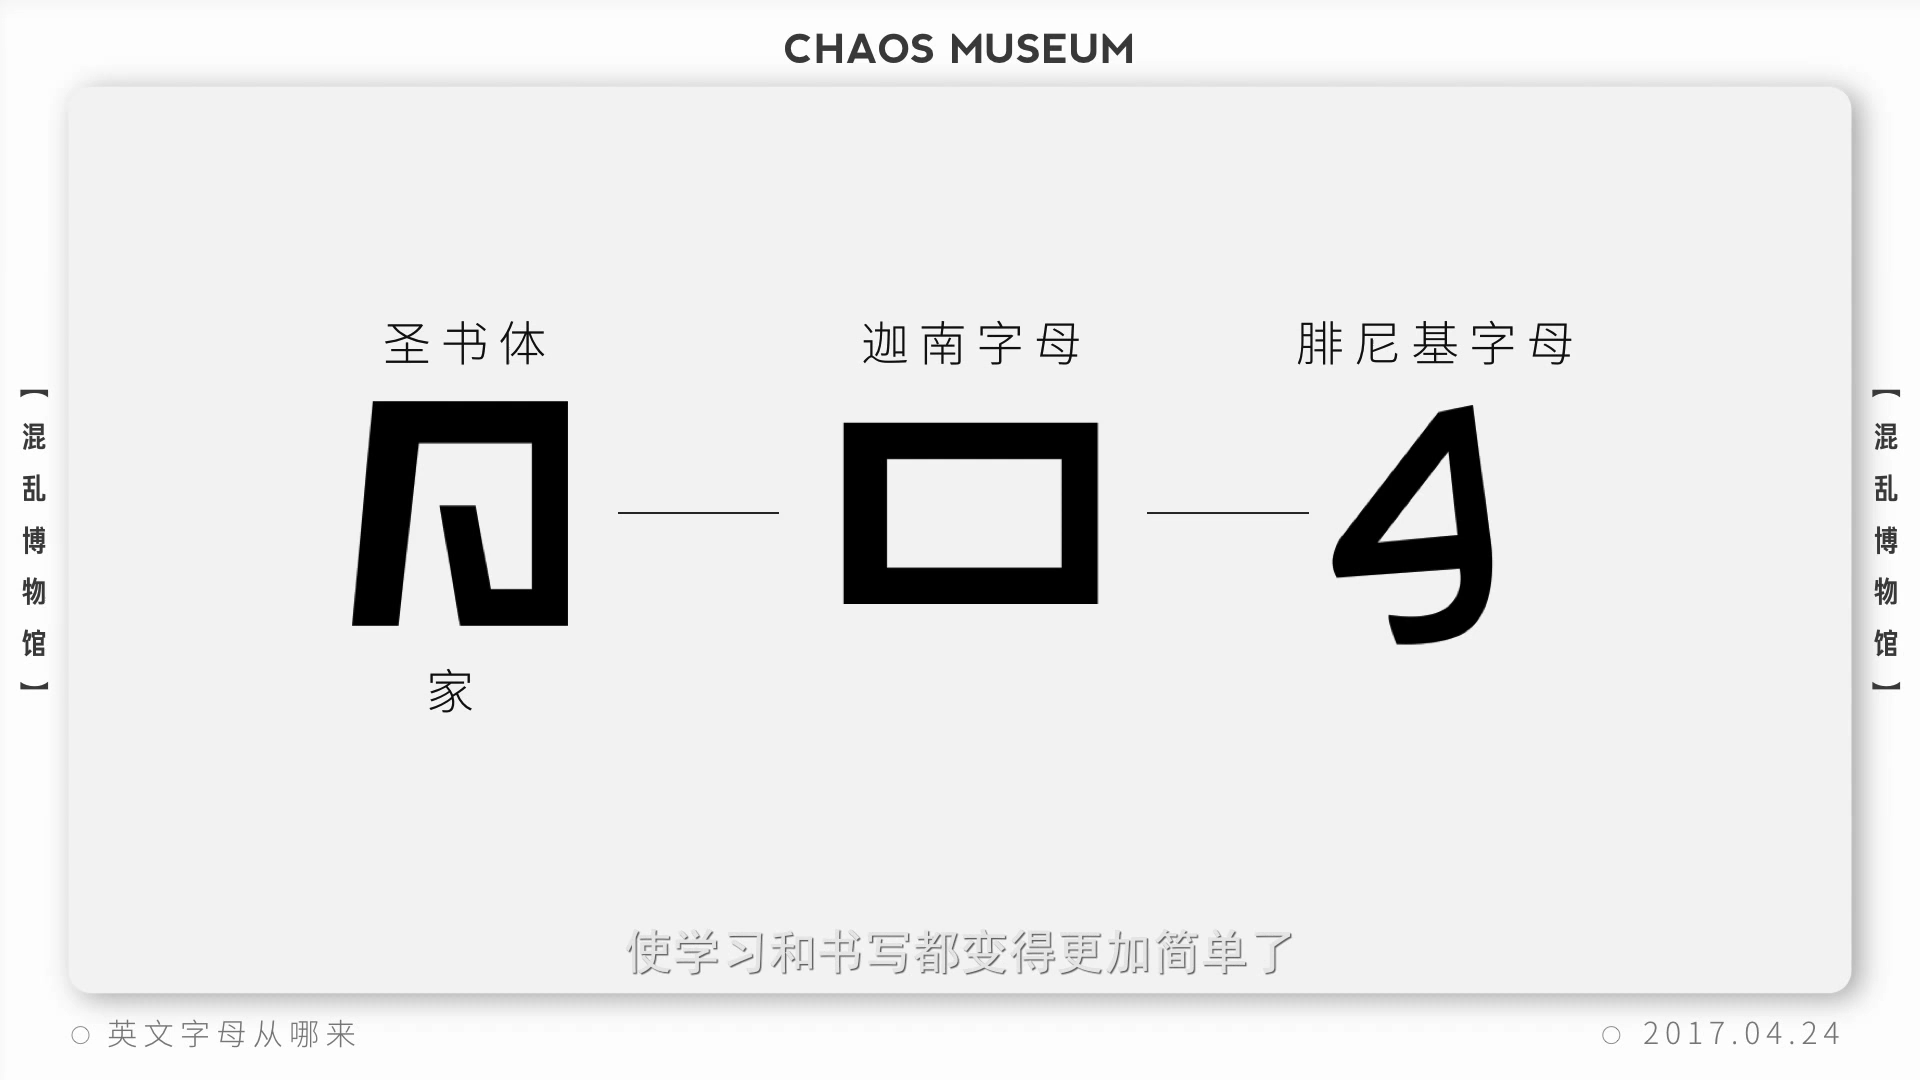 CHAOS MUSEUM
圣书体
迦南字母
腓尼基字母
家
【混乱博物馆】
【混乱博物馆】
使学习和书写都变得更加简单了
○ 英文字母从哪来
○ 2017.04.24